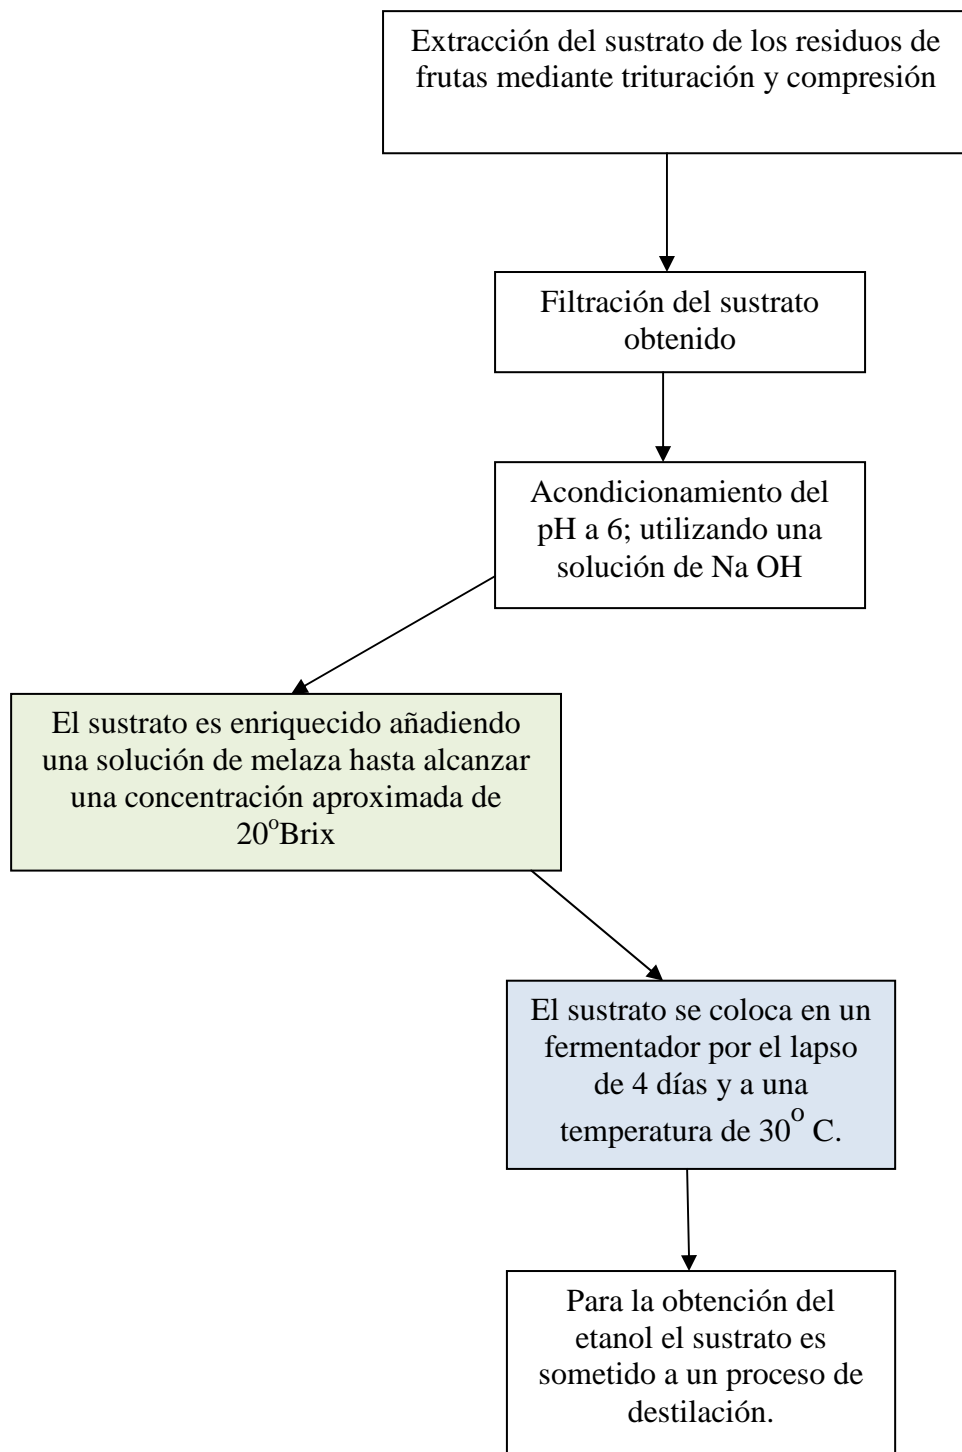 Extracción del sustrato de los residuos de
frutas mediante trituración y compresión
Filtración del sustrato
obtenido
Acondicionamiento del
pH a 6; utilizando una
solución de Na OH
El sustrato es enriquecido añadiendo
una solución de melaza hasta alcanzar
una concentración aproximada de
20°Brix
El sustrato se coloca en un
fermentador por el lapso
de 4 días y a una
temperatura de 30° C.
Para la obtención del
etanol el sustrato es
sometido a un proceso de
destilación.